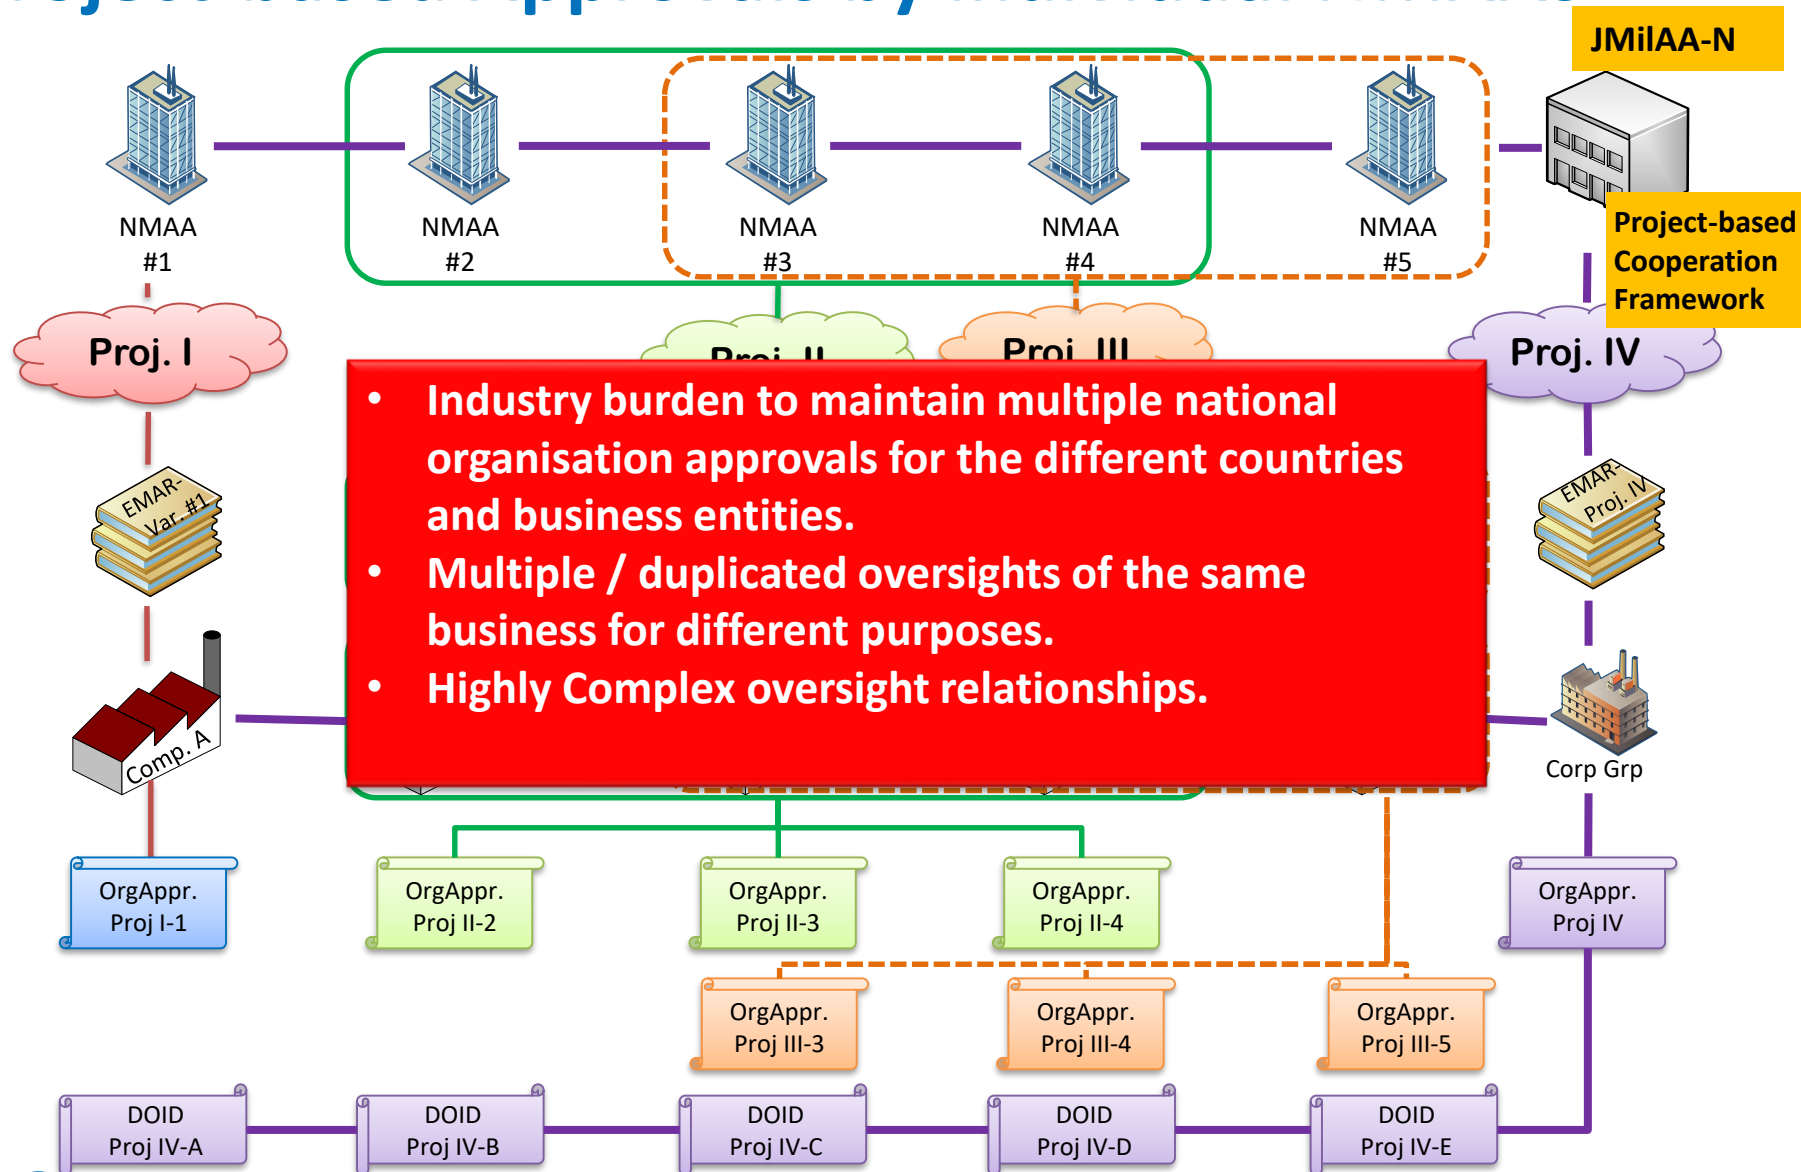 JMilAA-N
NMAA
#1
NMAA
#2
NMAA
#3
NMAA
#4
NMAA
#5
Project-based
Cooperation
Framework
Proj. I
Proj. II
Proj. III
Proj. IV
• Industry burden to maintain multiple national
organisation approvals for the different countries
and business entities.
• Multiple / duplicated oversights of the same
business for different purposes.
• Highly Complex oversight relationships.
EMAR-
Var. #1
EMAR-
Proj. IV
Comp. A
Corp Grp
OrgAppr.
Proj I-1
OrgAppr.
Proj II-2
OrgAppr.
Proj II-3
OrgAppr.
Proj II-4
OrgAppr.
Proj IV
OrgAppr.
Proj III-3
OrgAppr.
Proj III-4
OrgAppr.
Proj III-5
DOID
Proj IV-A
DOID
Proj IV-B
DOID
Proj IV-C
DOID
Proj IV-D
DOID
Proj IV-E